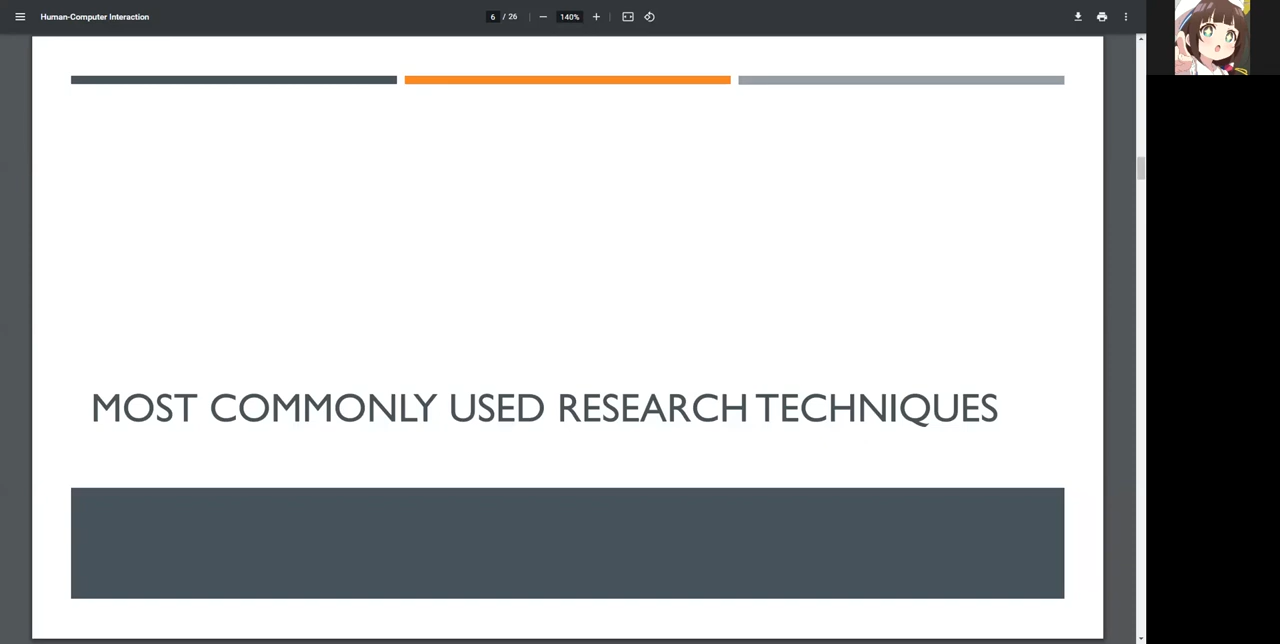 Human-Computer Interaction
6 / 26
140%
MOST COMMONLY USED RESEARCH TECHNIQUES